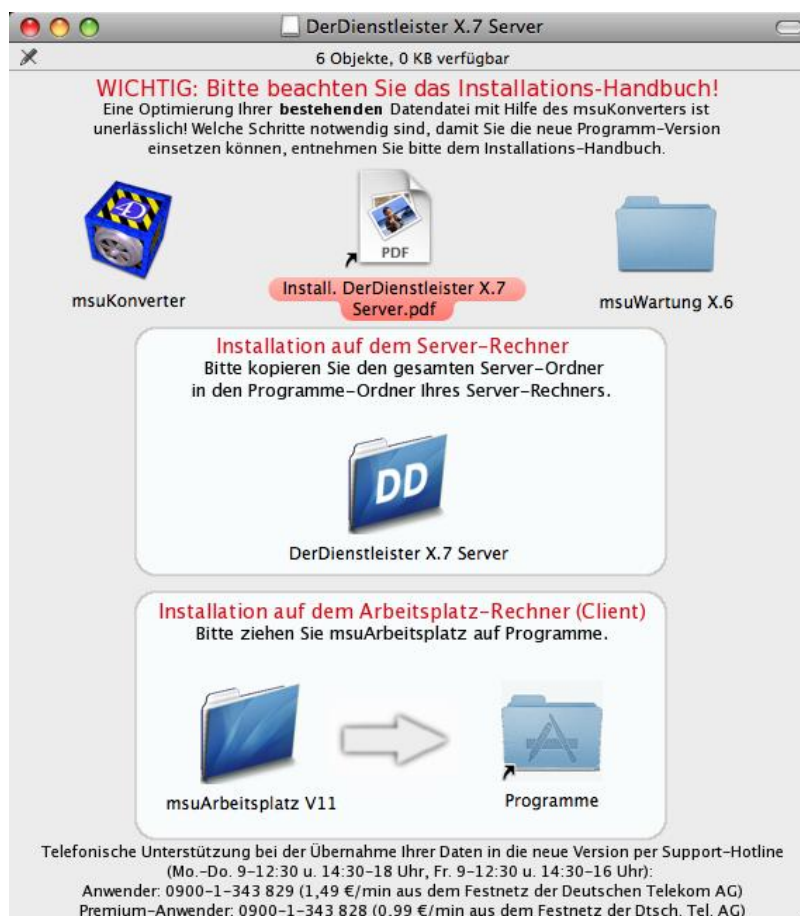 DerDienstleister X.7 Server
6 Objekte, 0 KB verfügbar
WICHTIG: Bitte beachten Sie das Installations-Handbuch!
Eine Optimierung Ihrer bestehenden Datendatei mit Hilfe des msuKonverters ist
unerlässlich! Welche Schritte notwendig sind, damit Sie die neue Programm-Version
einsetzen können, entnehmen Sie bitte dem Installations-Handbuch.
4D
PDF
msuKonverter
Install. DerDienstleister X.7
Server.pdf
msuWartung X.6
Installation auf dem Server-Rechner
Bitte kopieren Sie den gesamten Server-Ordner
in den Programme-Ordner Ihres Server-Rechners.
DD
DerDienstleister X.7 Server
Installation auf dem Arbeitsplatz-Rechner (Client)
Bitte ziehen Sie msuArbeitsplatz auf Programme.
msuArbeitsplatz V11
Programme
Telefonische Unterstützung bei der Übernahme Ihrer Daten in die neue Version per Support-Hotline
(Mo.-Do. 9-12:30 u. 14:30-18 Uhr, Fr. 9-12:30 u. 14:30-16 Uhr):
Anwender: 0900-1-343 829 (1,49 €/min aus dem Festnetz der Deutschen Telekom AG)
Premium-Anwender: 0900-1-343 828 (0,99 €/min aus dem Festnetz der Dtsch. Tel. AG)